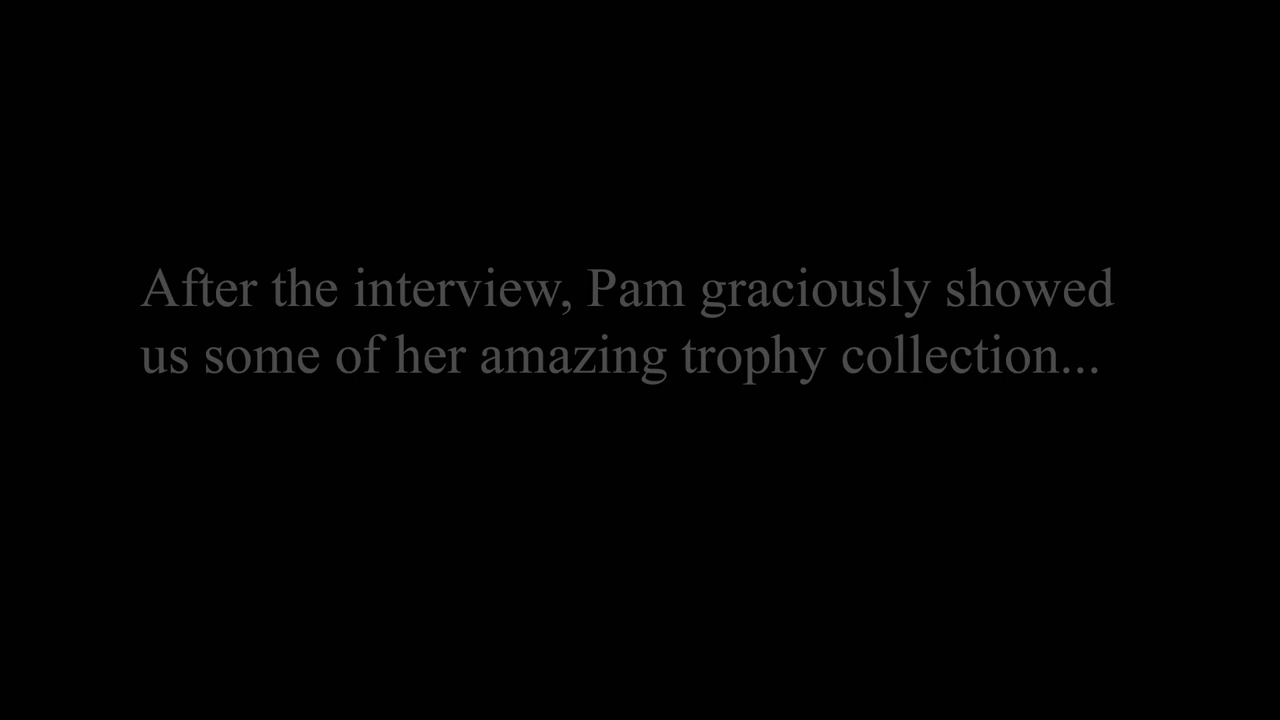 After the interview, Pam graciously showed
us some of her amazing trophy collection...